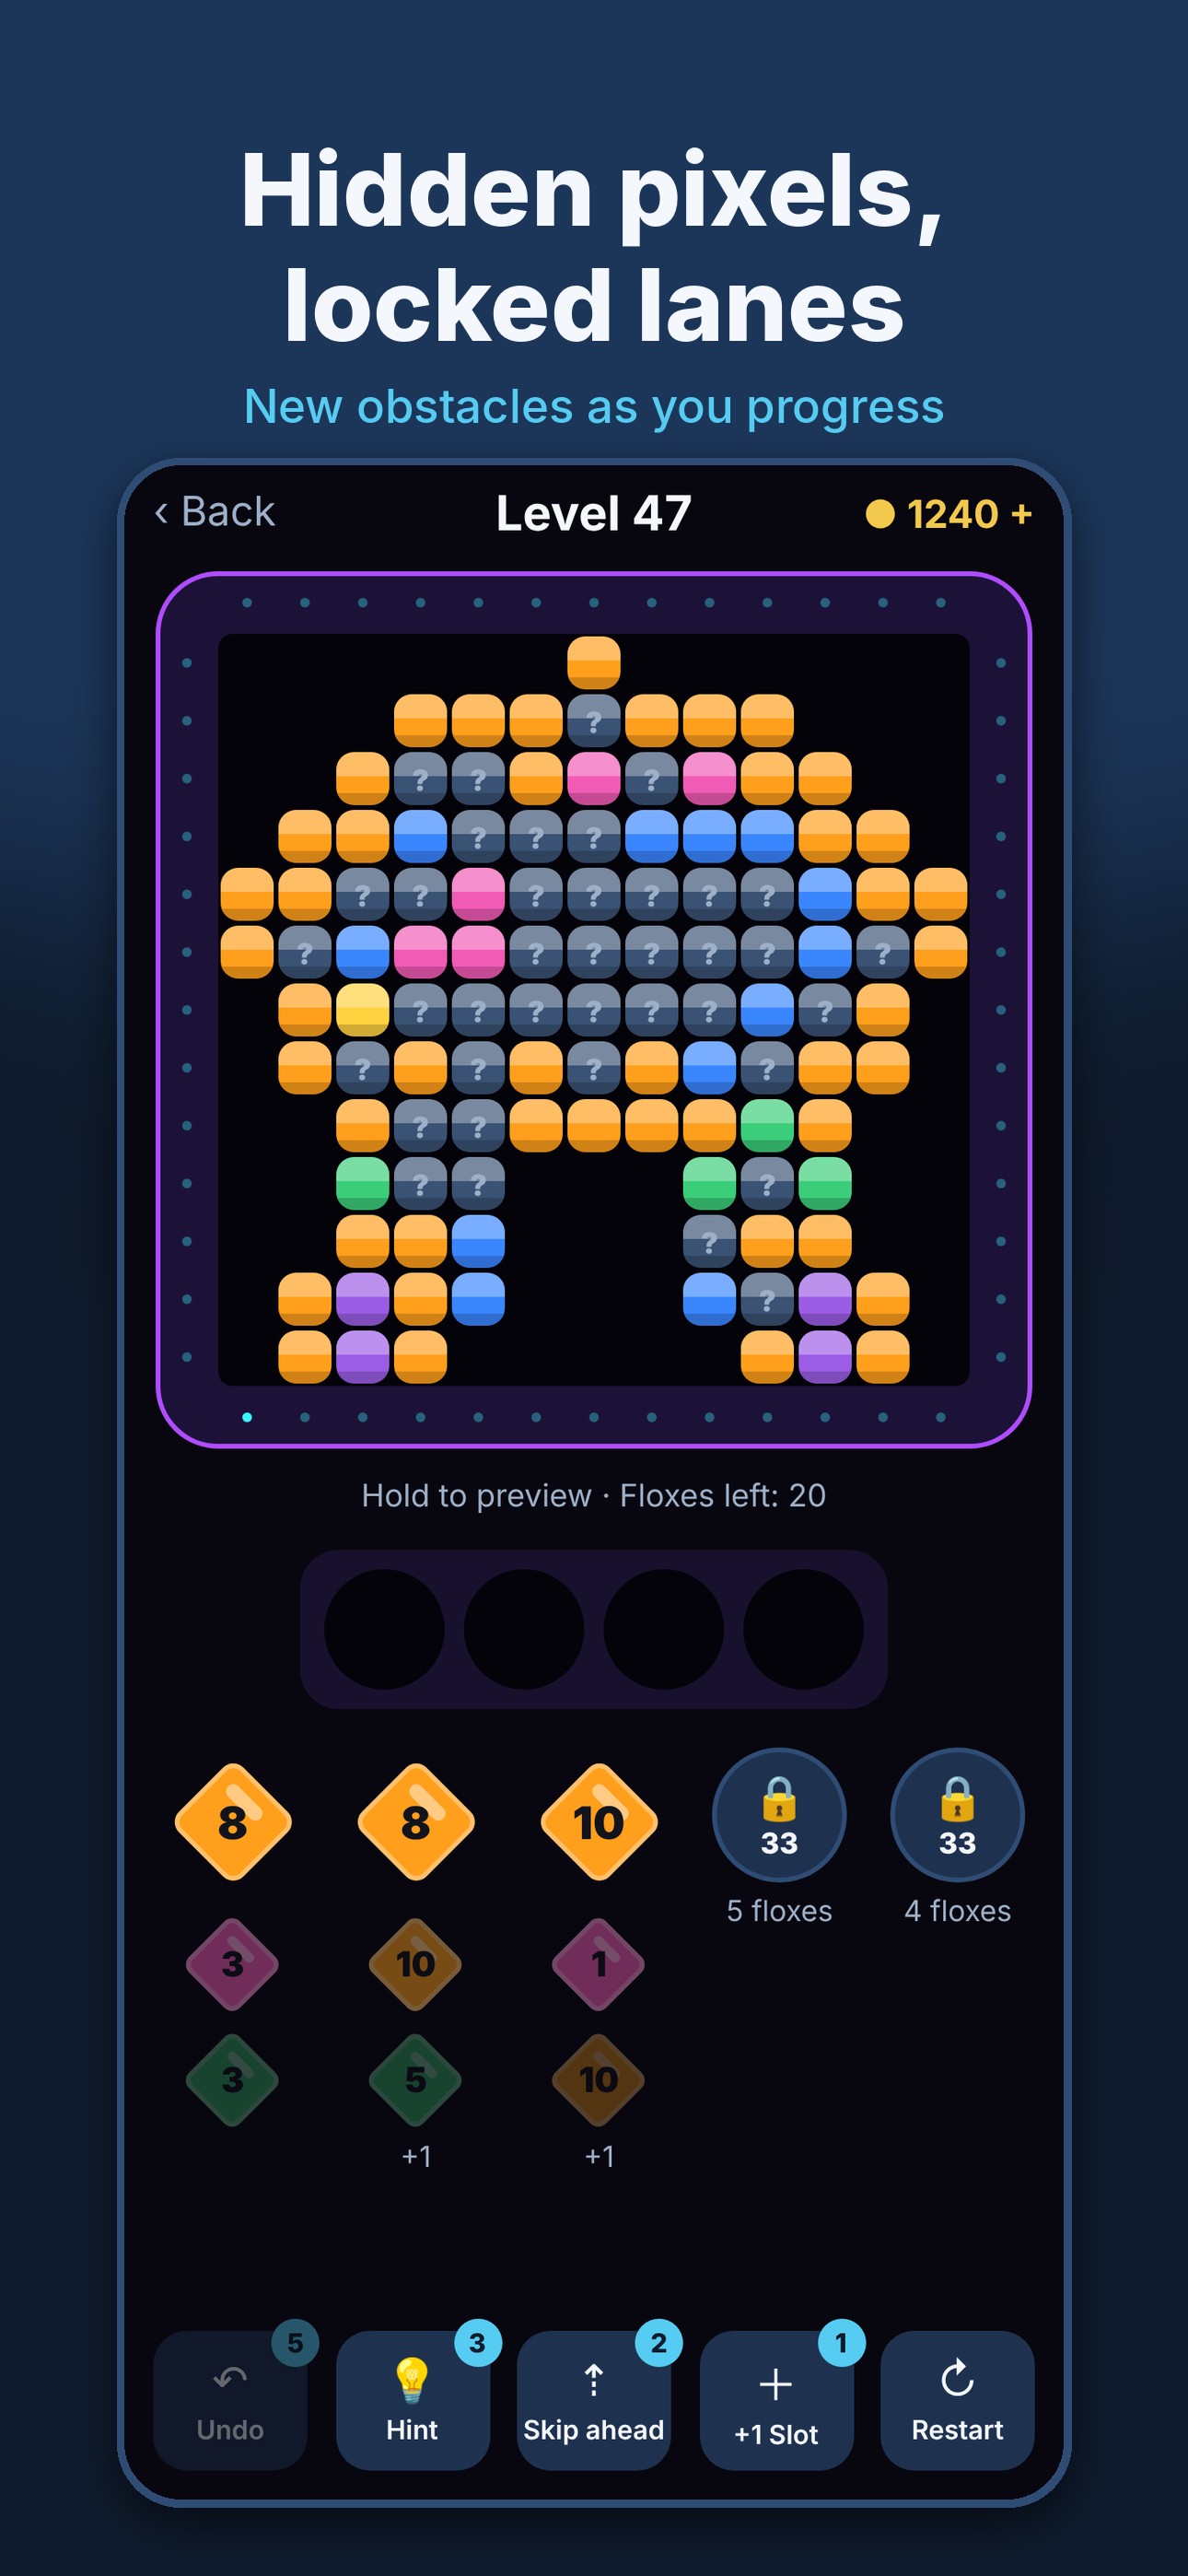 Hidden pixels,
locked lanes
New obstacles as you progress
‹ Back
Level 47
1240 +
?
? ? ?
? ? ?
? ? ? ? ? ? ?
? ? ? ? ? ? ?
? ? ? ? ? ? ?
? ? ? ?
? ?
? ? ?
?
?
Hold to preview · Floxes left: 20
8 8 10 33 33
5 floxes 4 floxes
3 10 1
3 5 10
+1 +1
5 3 2 1
Undo Hint Skip ahead +1 Slot Restart